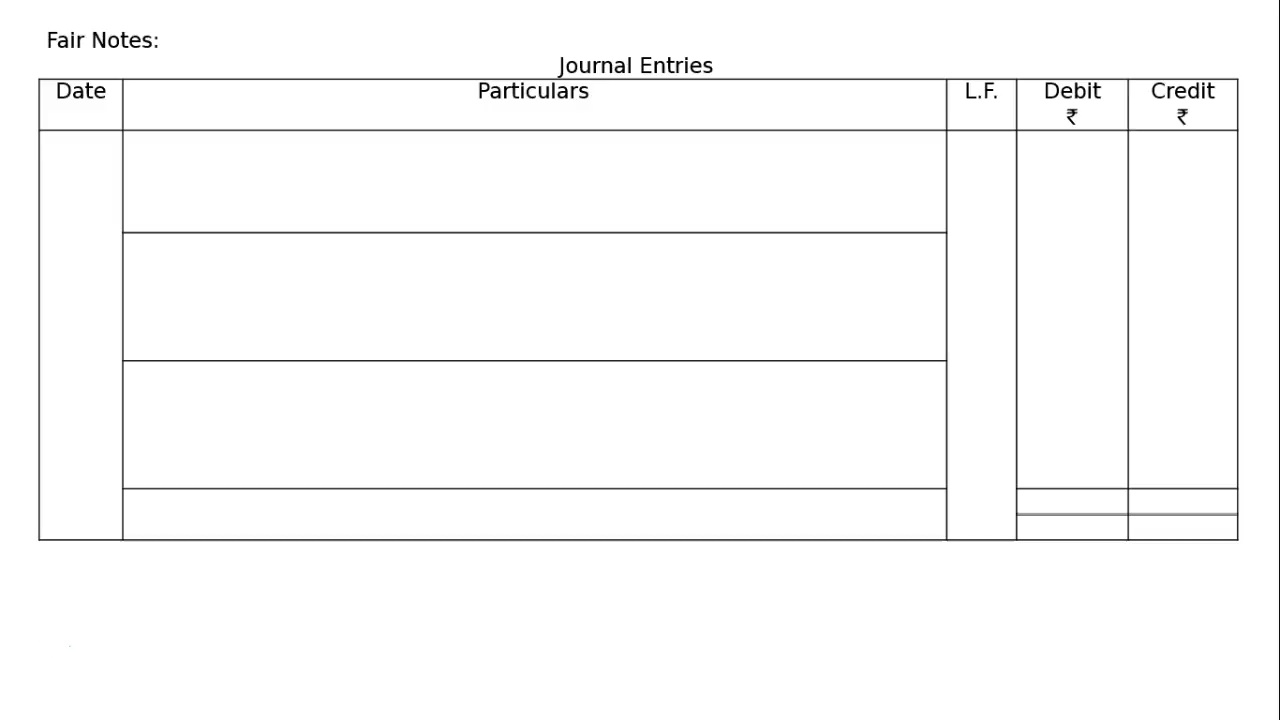 Fair Notes:
Journal Entries
Date Particulars L.F. Debit Credit
₹ ₹